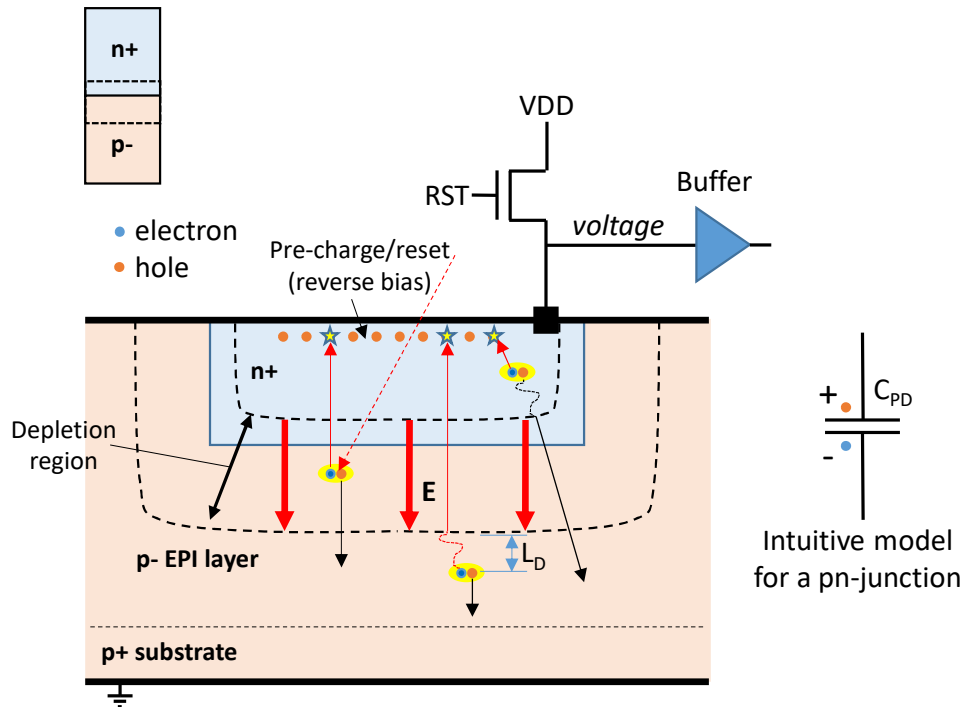 n+
p-
electron
hole
VDD
RST
voltage
Buffer
Pre-charge/reset
(reverse bias)
n+
Depletion
region
E
p- EPI layer
LD
p+ substrate
+
CPD
-
Intuitive model
for a pn-junction